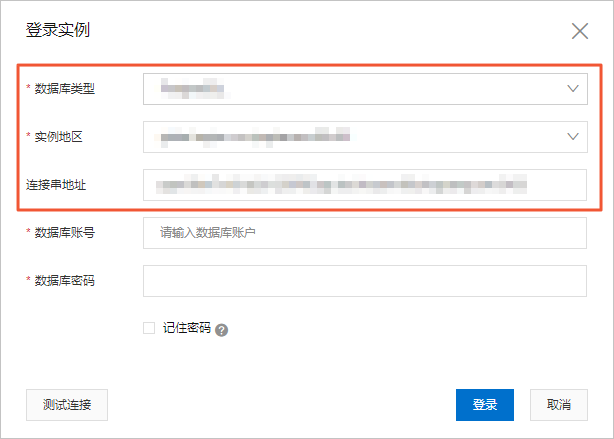 登录实例
* 数据库类型
* 实例地区
连接串地址
* 数据库账号 请输入数据库账户
* 数据库密码
记住密码 ?
测试连接 登录 取消